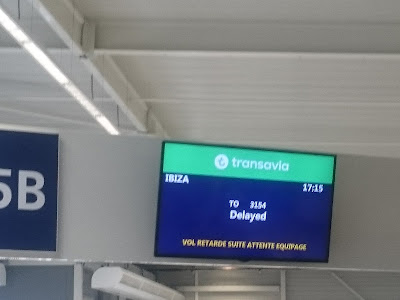 5B
transavia
IBIZA 17:15
TO 3154
Delayed
VOL RETARDE SUITE ATTENTE EQUIPAGE